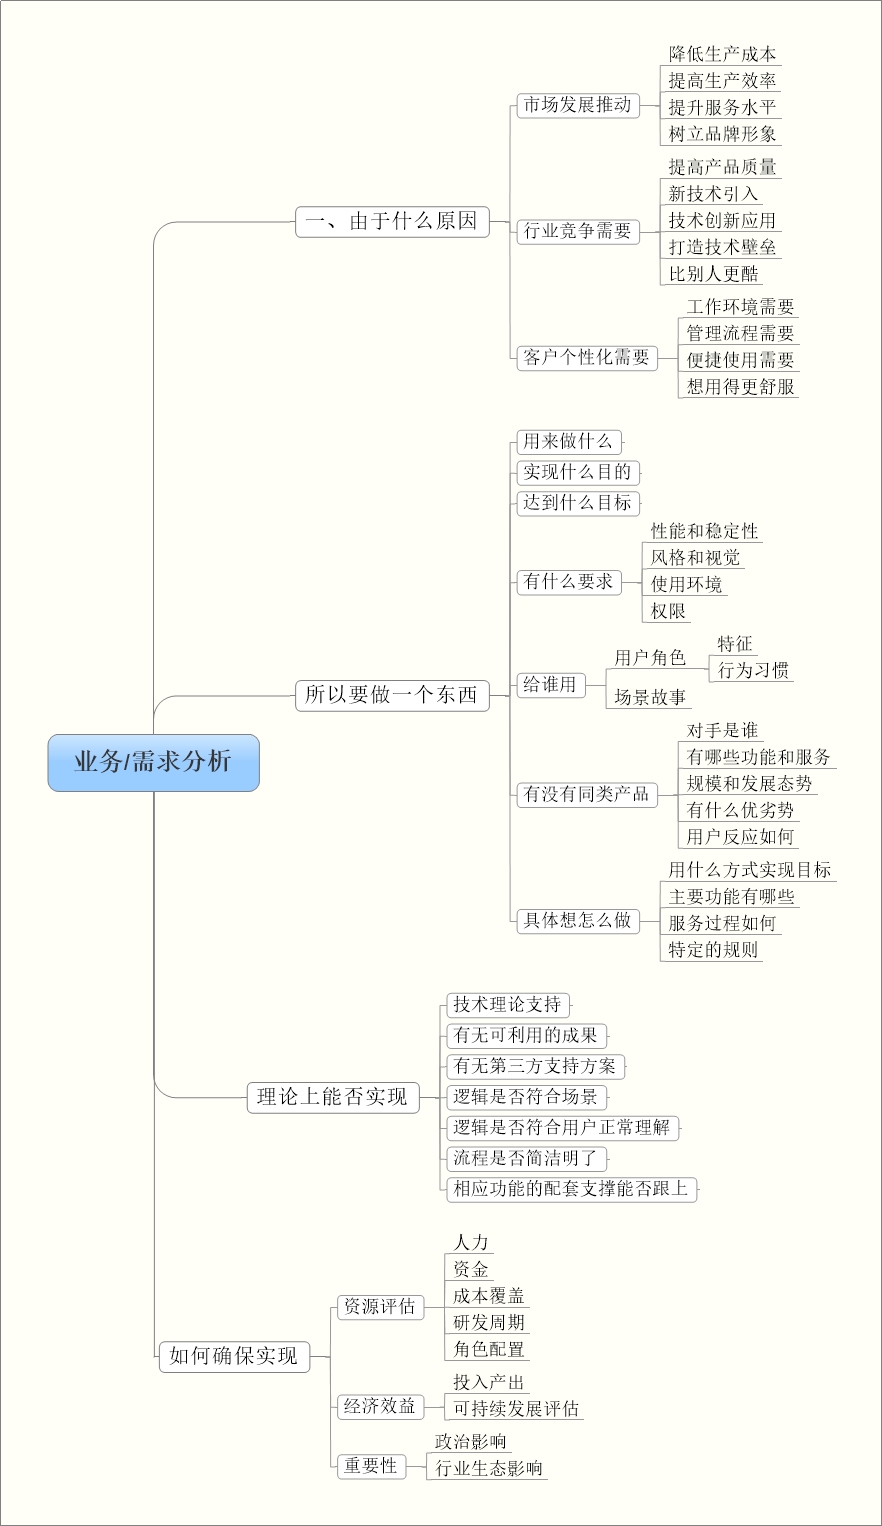 业务/需求分析
一、由于什么原因
市场发展推动
降低生产成本
提高生产效率
提升服务水平
树立品牌形象
行业竞争需要
提高产品质量
新技术引入
技术创新应用
打造技术壁垒
比别人更酷
客户个性化需要
工作环境需要
管理流程需要
便捷使用需要
想用得更舒服
所以要做一个东西
用来做什么
实现什么目的
达到什么目标
有什么要求
性能和稳定性
风格和视觉
使用环境
权限
给谁用
用户角色
特征
行为习惯
场景故事
有没有同类产品
对手是谁
有哪些功能和服务
规模和发展态势
有什么优劣势
用户反应如何
具体想怎么做
用什么方式实现目标
主要功能有哪些
服务过程如何
特定的规则
理论上能否实现
技术理论支持
有无可利用的成果
有无第三方支持方案
逻辑是否符合场景
逻辑是否符合用户正常理解
流程是否简洁明了
相应功能的配套支撑能否跟上
如何确保实现
资源评估
人力
资金
成本覆盖
研发周期
角色配置
经济效益
投入产出
可持续发展评估
重要性
政治影响
行业生态影响